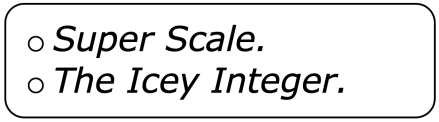 ○ Super Scale.
○ The Icey Integer.